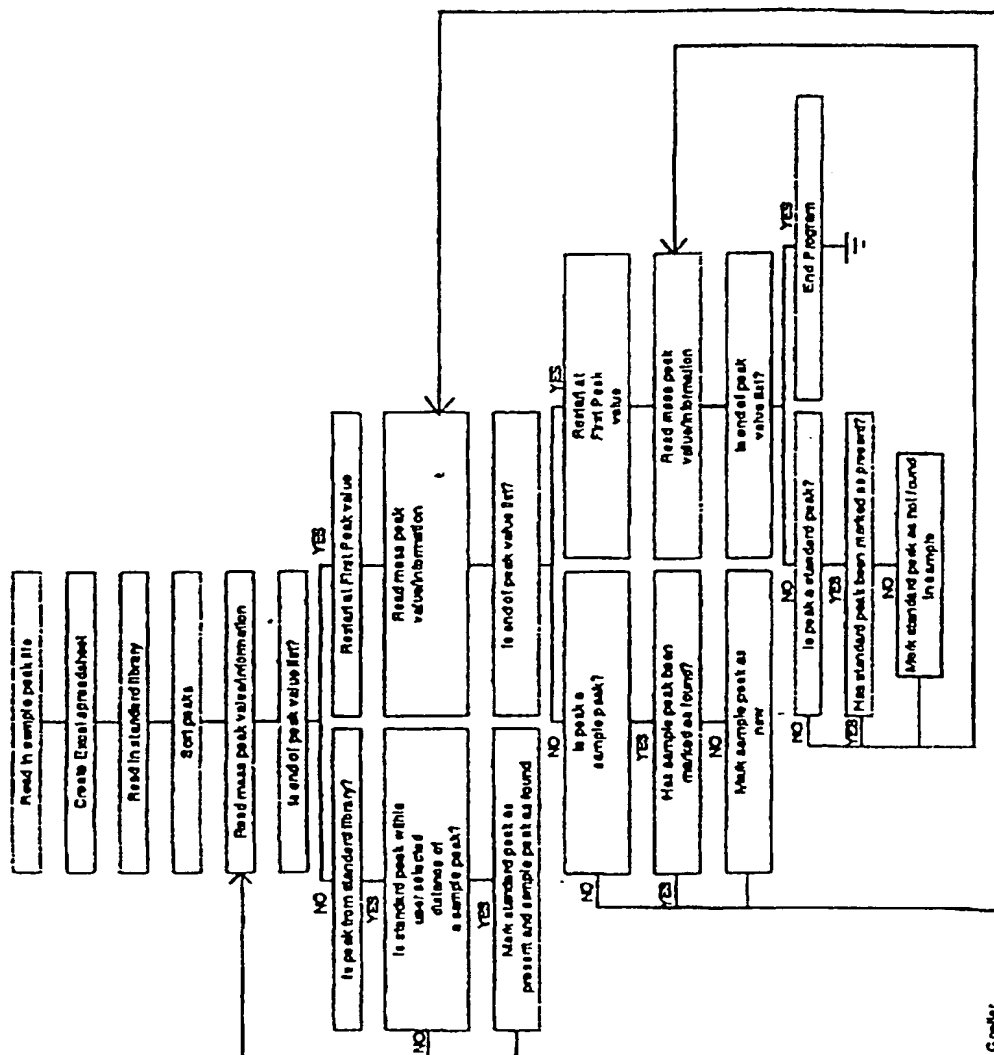 Read in sample peak file
Create Excel spreadsheet
Read in standard library
Sort peaks
Read mass peak value/information
Is end of peak value list?
NO
YES
Is peak from standard library?
Restart at First Peak value
YES
NO
Is standard peak within
user selected
distance of
a sample peak?
Read mass peak
value/information
YES
Mark standard peak as
present and sample peak as found
Is end of peak value list?
NO
YES
Is peak a
sample peak?
Restart at
First Peak
value
NO
YES
Has sample peak been
marked as found?
Read mass peak
value/information
YES
NO
Mark sample peak as
new
Is end of peak
value list?
NO
YES
Is peak a standard peak?
End Program
NO
YES
Has standard peak been marked as present?
YES
NO
Mark standard peak as not found
in sample